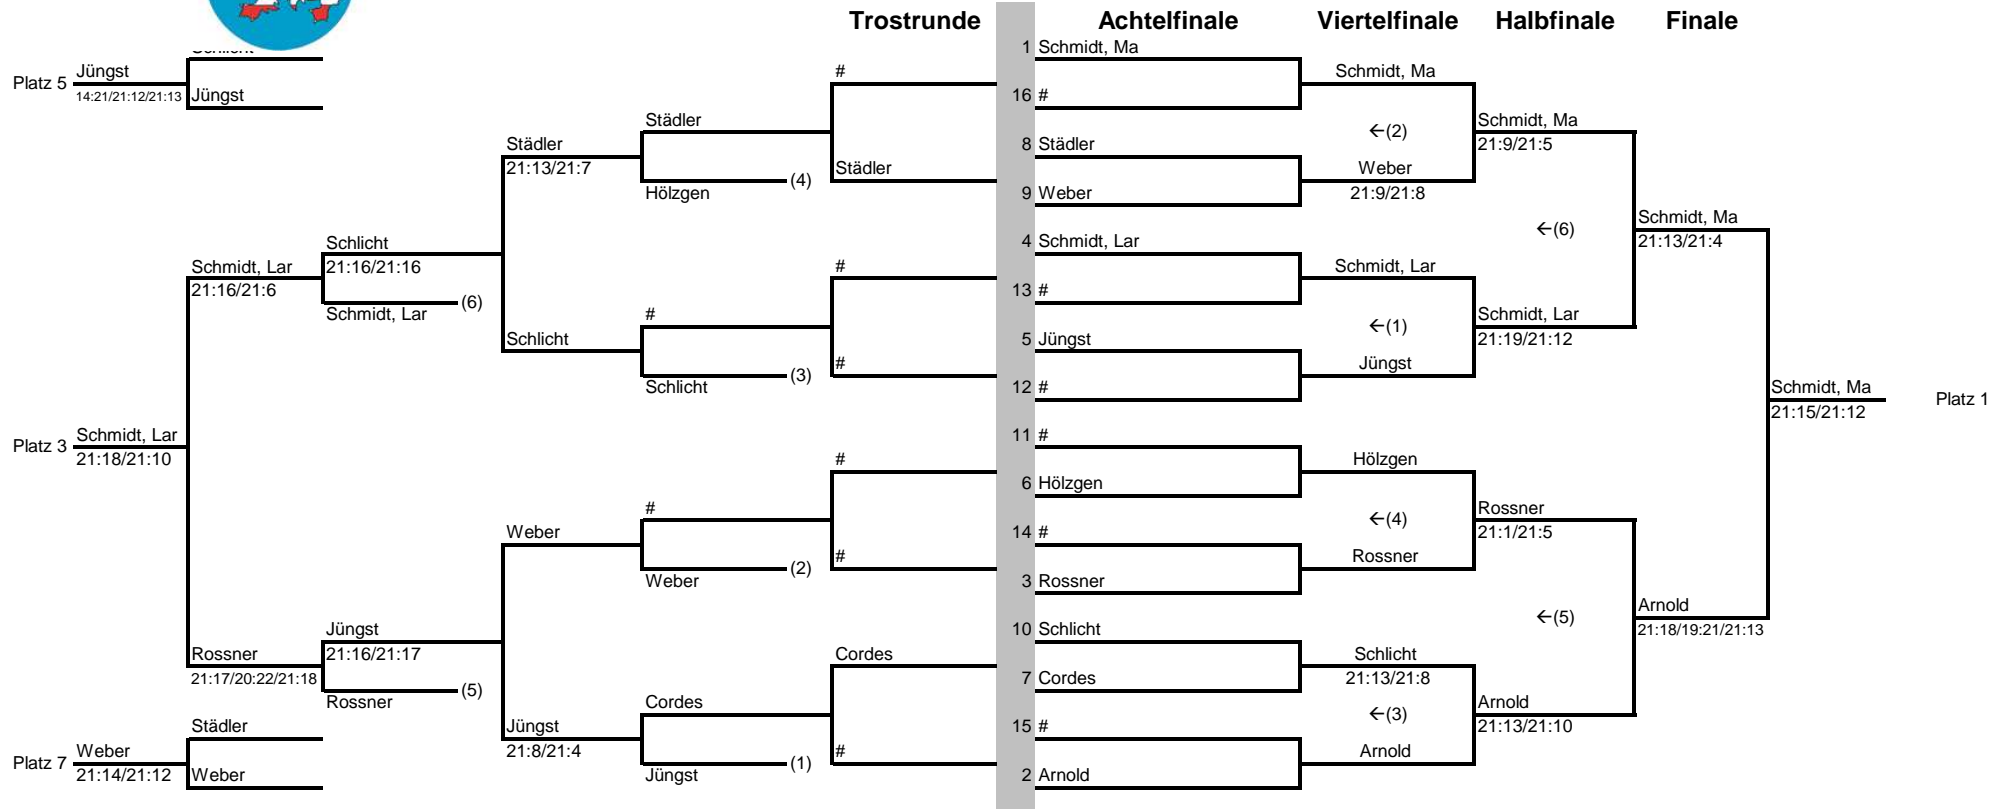 Trostrunde Achtelfinale Viertelfinale Halbfinale Finale
1 Schmidt, Ma
Platz 5 Jüngst # Schmidt, Ma
14:21/21:12/21:13 Jüngst 16 #
Städler ←(2) Schmidt, Ma
Städler 8 Städler 21:9/21:5
21:13/21:7 (4) Städler Weber
Hölzgen 9 Weber 21:9/21:8
Schmidt, Ma
Schlicht 4 Schmidt, Lar ←(6) 21:13/21:4
Schmidt, Lar 21:16/21:16 # Schmidt, Lar
21:16/21:6 (6) 13 #
Schmidt, Lar # Schmidt, Lar
Schlicht 5 Jüngst ←(1) 21:19/21:12
(3) # Jüngst
Schlicht 12 # Schmidt, Ma
Platz 1
21:15/21:12
Platz 3 Schmidt, Lar 11 #
21:18/21:10 # Hölzgen
6 Hölzgen
# Rossner
Weber 14 # ←(4) 21:1/21:5
(2) # Rossner
Weber 3 Rossner
Arnold
Jüngst 10 Schlicht ←(5) 21:18/19:21/21:13
Rossner 21:16/21:17 Cordes Schlicht
21:17/20:22/21:18 (5) 7 Cordes 21:13/21:8
Rossner Cordes Arnold
Städler Jüngst 15 # ←(3) 21:13/21:10
Platz 7 Weber 21:8/21:4 (1) # Arnold
21:14/21:12 Weber Jüngst 2 Arnold